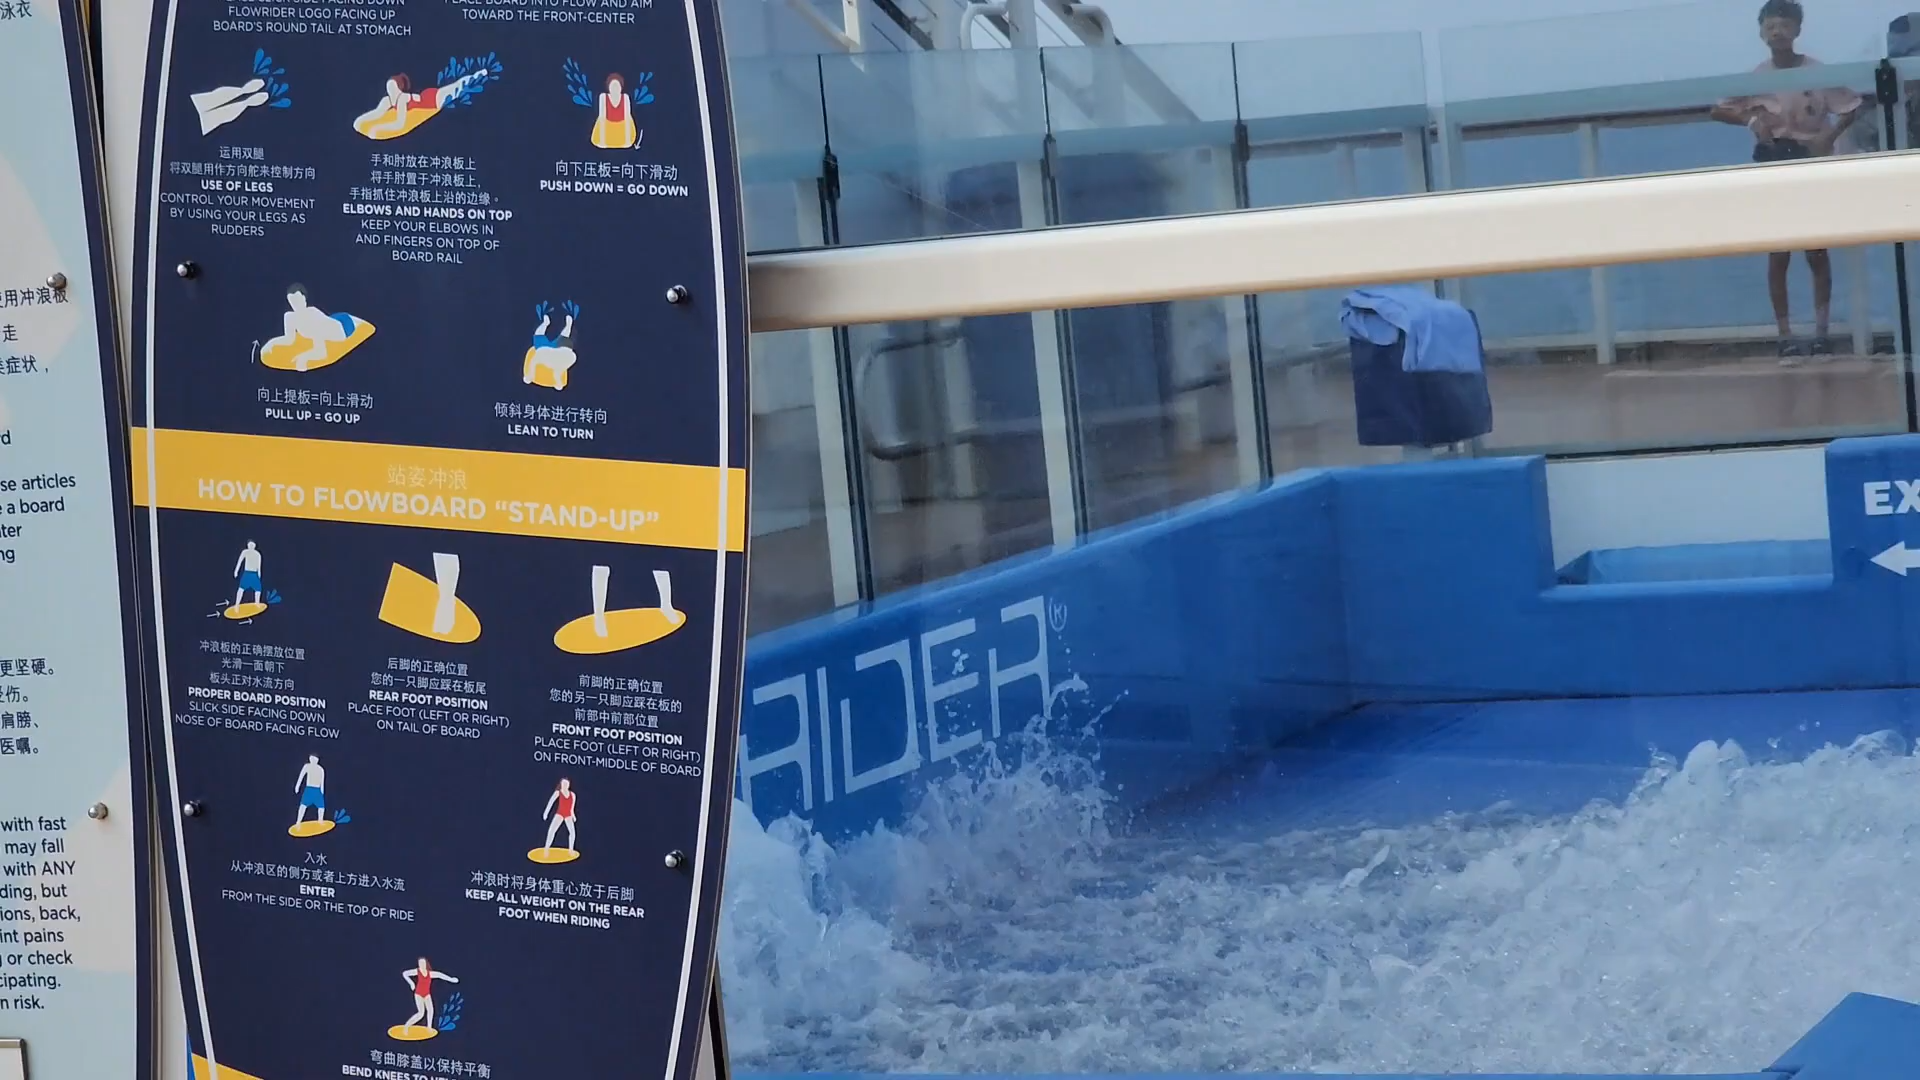 泳衣
使用冲浪板
走
类症状，
se articles
a board
ter
ng
更坚硬。
受伤。
肩膀、
医嘱。
with fast
may fall
with ANY
ding, but
ions, back,
int pains
or check
cipating.
n risk.
FLOWRIDER LOGO FACING UP
BOARD'S ROUND TAIL AT STOMACH
PLACE BOARD INTO FLOW AND AIM
TOWARD THE FRONT-CENTER
运用双腿
将双腿用作方向舵来控制方向
USE OF LEGS
CONTROL YOUR MOVEMENT
BY USING YOUR LEGS AS
RUDDERS
手和肘放在冲浪板上
将手肘置于冲浪板上，
手指抓住冲浪板上沿的边缘。
ELBOWS AND HANDS ON TOP
KEEP YOUR ELBOWS IN
AND FINGERS ON TOP OF
BOARD RAIL
向下压板=向下滑动
PUSH DOWN = GO DOWN
向上提板=向上滑动
PULL UP = GO UP
倾斜身体进行转向
LEAN TO TURN
站姿冲浪
HOW TO FLOWBOARD “STAND-UP”
冲浪板的正确摆放位置
光滑一面朝下
板头正对水流方向
PROPER BOARD POSITION
SLICK SIDE FACING DOWN
NOSE OF BOARD FACING FLOW
后脚的正确位置
您的一只脚应踩在板尾
REAR FOOT POSITION
PLACE FOOT (LEFT OR RIGHT)
ON TAIL OF BOARD
前脚的正确位置
您的另一只脚应踩在板的
前部中前部位置
FRONT FOOT POSITION
PLACE FOOT (LEFT OR RIGHT)
ON FRONT-MIDDLE OF BOARD
入水
从冲浪区的侧方或者上方进入水流
ENTER
FROM THE SIDE OR THE TOP OF RIDE
冲浪时将身体重心放于后脚
KEEP ALL WEIGHT ON THE REAR
FOOT WHEN RIDING
弯曲膝盖以保持平衡
BEND KNEES TO
RIDER®
EX